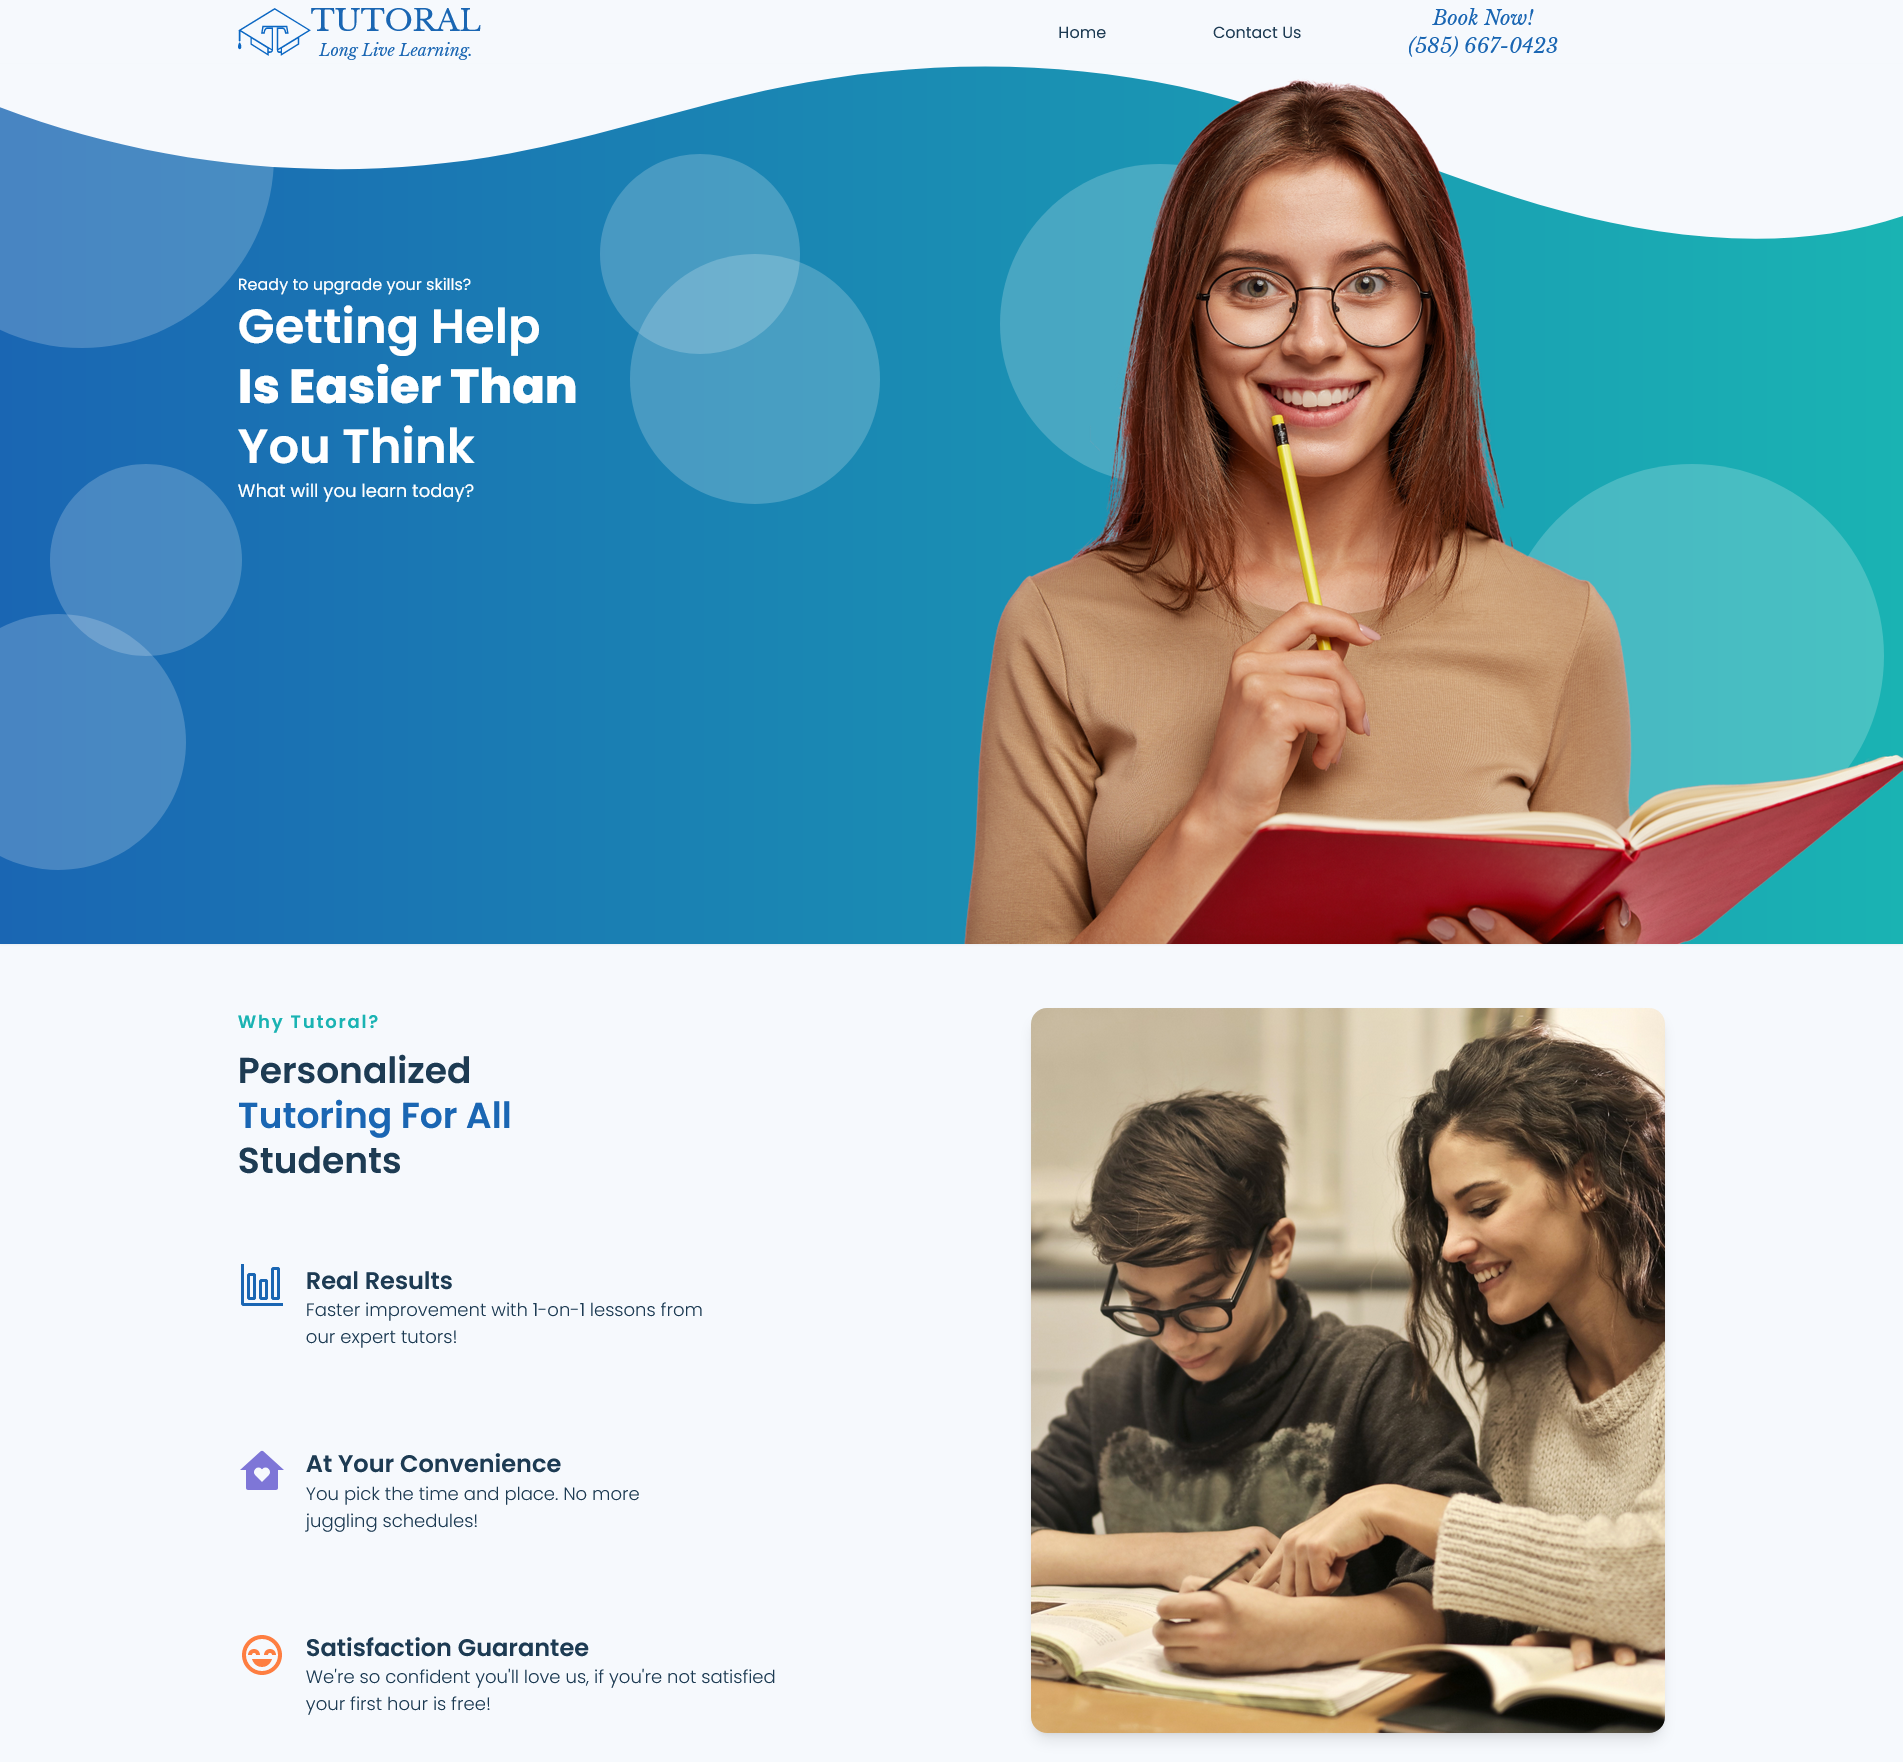 TUTORAL
Long Live Learning.
Home
Contact Us
Book Now!
(585) 667-0423
Ready to upgrade your skills?
Getting Help
Is Easier Than
You Think
What will you learn today?
Why Tutoral?
Personalized
Tutoring For All
Students
Real Results
Faster improvement with 1-on-1 lessons from
our expert tutors!
At Your Convenience
You pick the time and place. No more
juggling schedules!
Satisfaction Guarantee
We're so confident you'll love us, if you're not satisfied
your first hour is free!